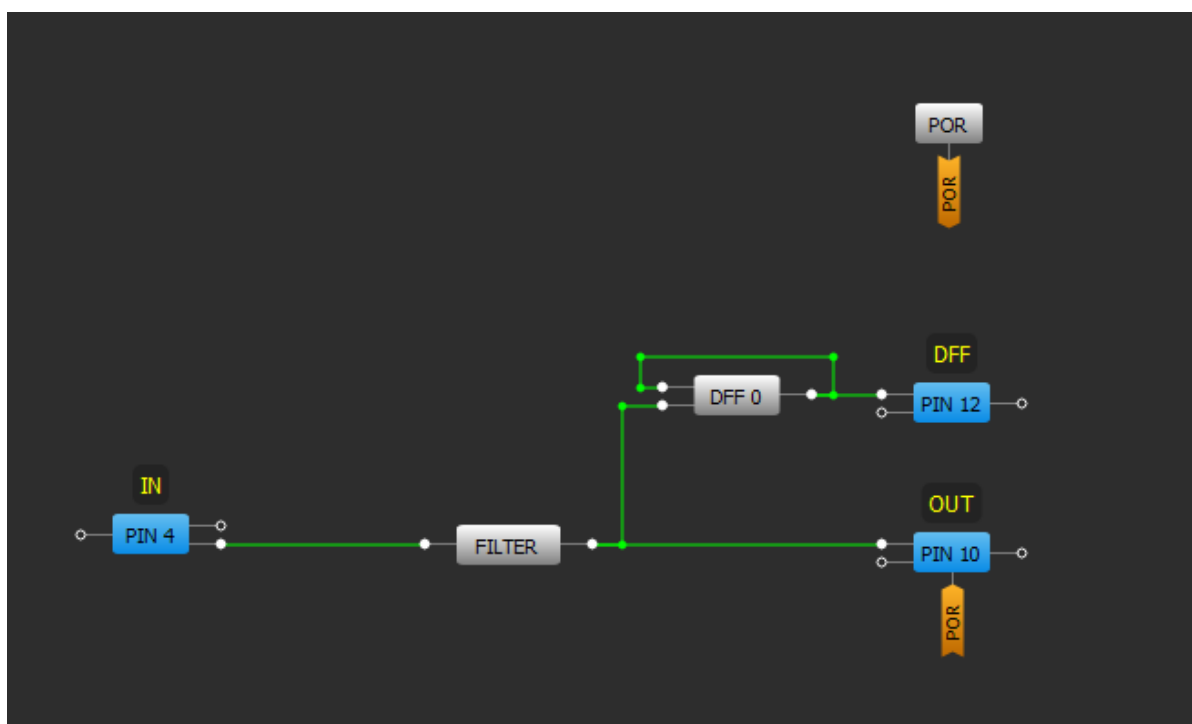 POR
POR
DFF
DFF 0
PIN 12
IN
OUT
PIN 4
FILTER
PIN 10
POR